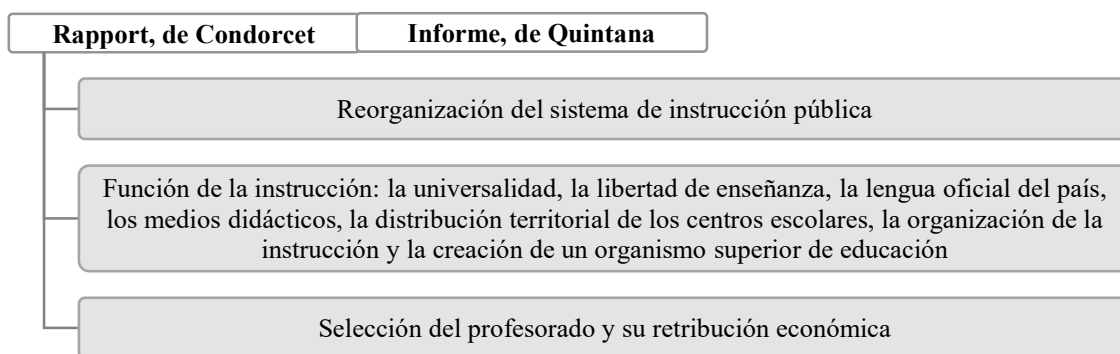 Rapport, de Condorcet
Informe, de Quintana
Reorganización del sistema de instrucción pública
Función de la instrucción: la universalidad, la libertad de enseñanza, la lengua oficial del país,
los medios didácticos, la distribución territorial de los centros escolares, la organización de la
instrucción y la creación de un organismo superior de educación
Selección del profesorado y su retribución económica